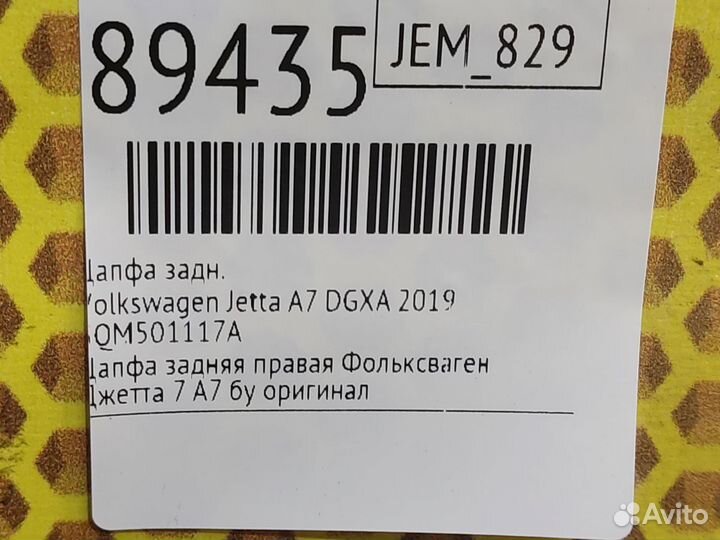 89435
JEM_829
Цапфа задн.
Volkswagen Jetta A7 DGXA 2019
QM501117A
Цапфа задняя правая Фольксваген
Джетта 7 A7 бу оригинал
Avito